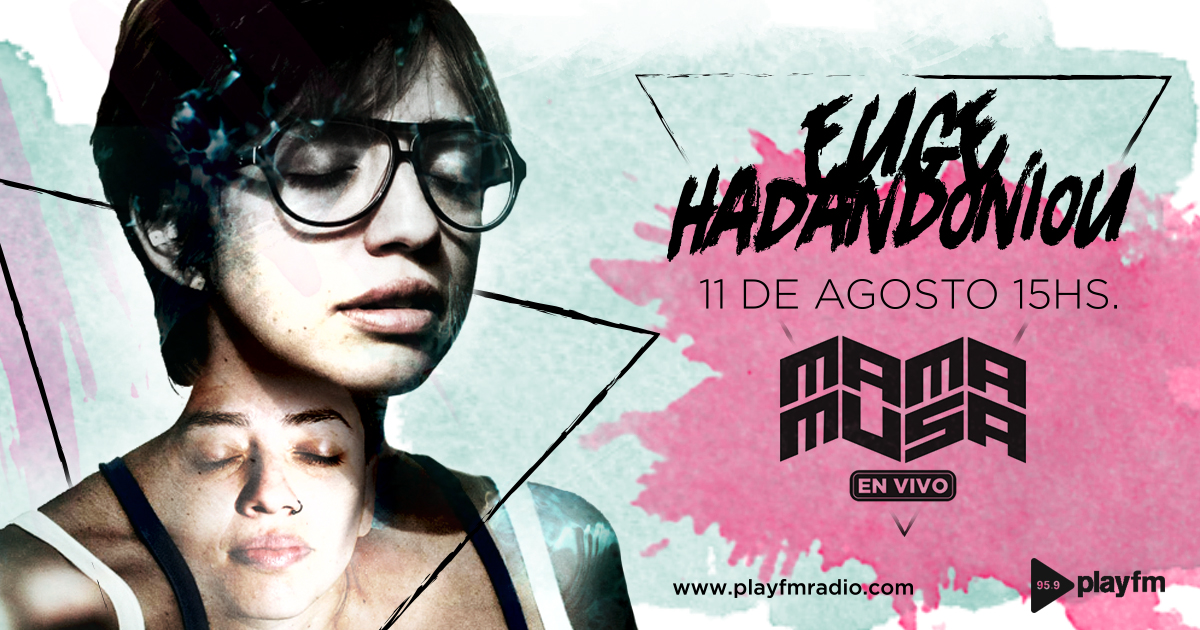 EUGE
HADANDONIOU
11 DE AGOSTO 15HS.
MAMA
MUSA
EN VIVO
www.playfmradio.com
95.9 playfm